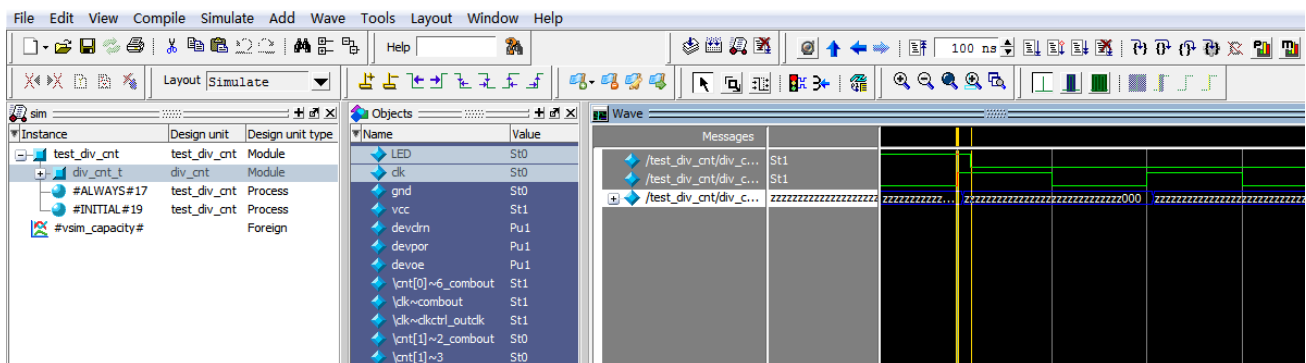 File Edit View Compile Simulate Add Wave Tools Layout Window Help
Help
100 ns
Layout Simulate
sim
Instance Design unit Design unit type
test_div_cnt test_div_cnt Module
div_cnt_t div_cnt Module
#ALWAYS#17 test_div_cnt Process
#INITIAL#19 test_div_cnt Process
#vsim_capacity# Foreign
Objects
Name Value
LED St0
clk St0
gnd St0
vcc St1
devclrn Pu1
devpor Pu1
devoe Pu1
\cnt[0]~6_combout St1
\clk~combout St1
\clk~clkctrl_outclk St1
\cnt[1]~2_combout St0
\cnt[1]~3 St0
Wave
Messages
/test_div_cnt/div_c... St1
/test_div_cnt/div_c... St1
/test_div_cnt/div_c...